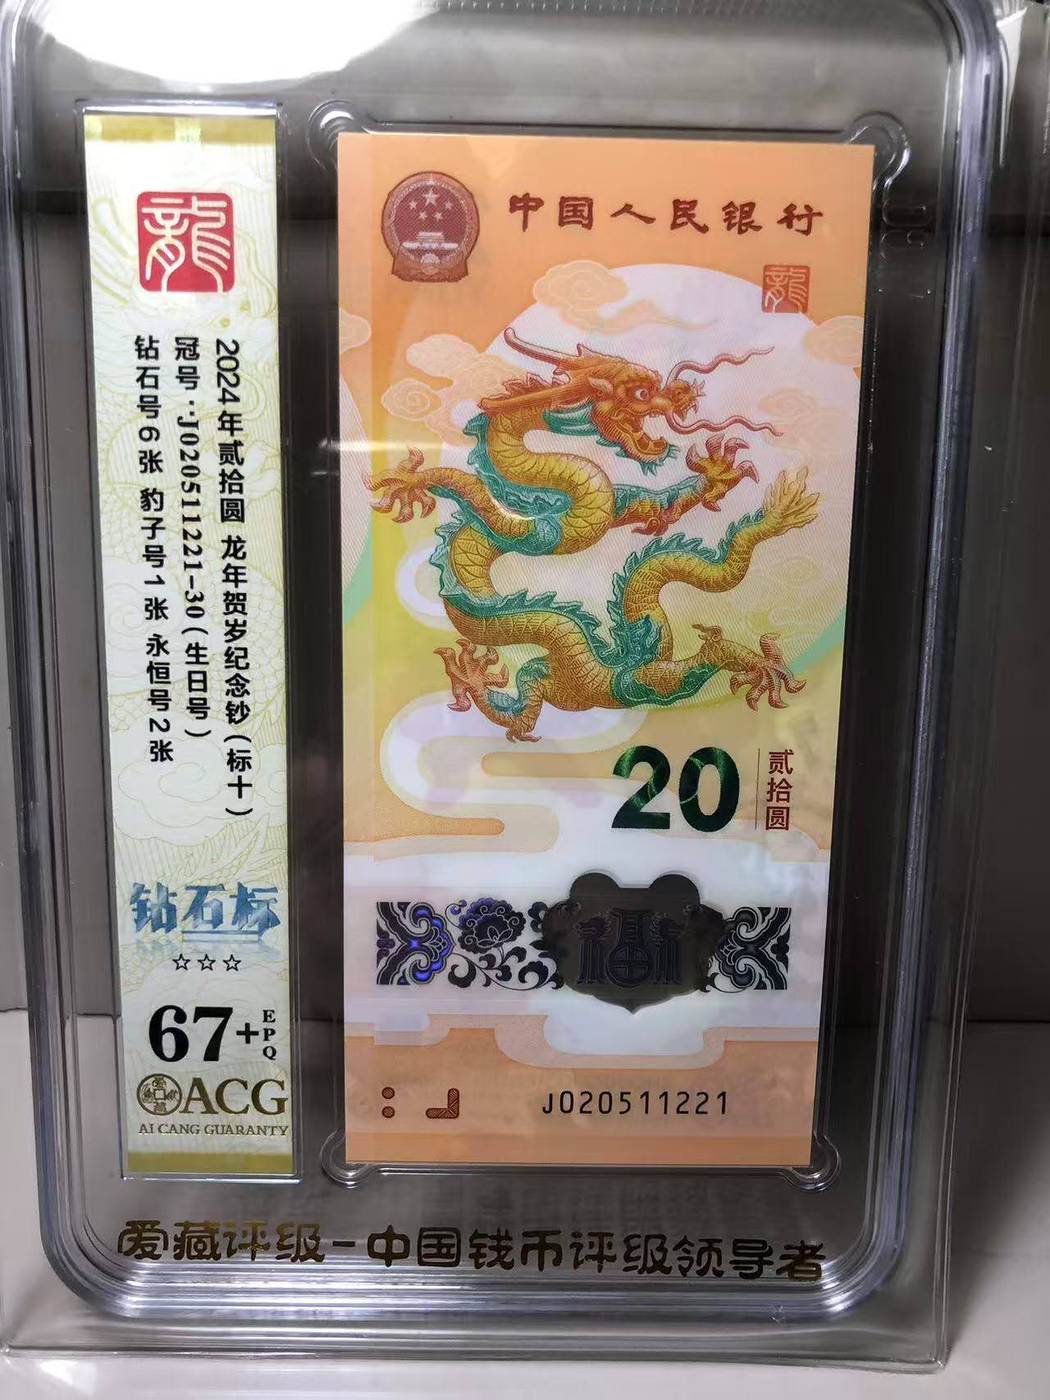 龍
2024年贰拾圆 龙年贺岁纪念钞(标十)
冠号:J020511221-30(生日号)
钻石号6张 豹子号1张 永恒号2张
钻石标
☆☆☆
67+EPQ
ACG
AI CANG GUARANTY
中国人民银行
龍
20
贰拾圆
J020511221
爱藏评级-中国钱币评级领导者